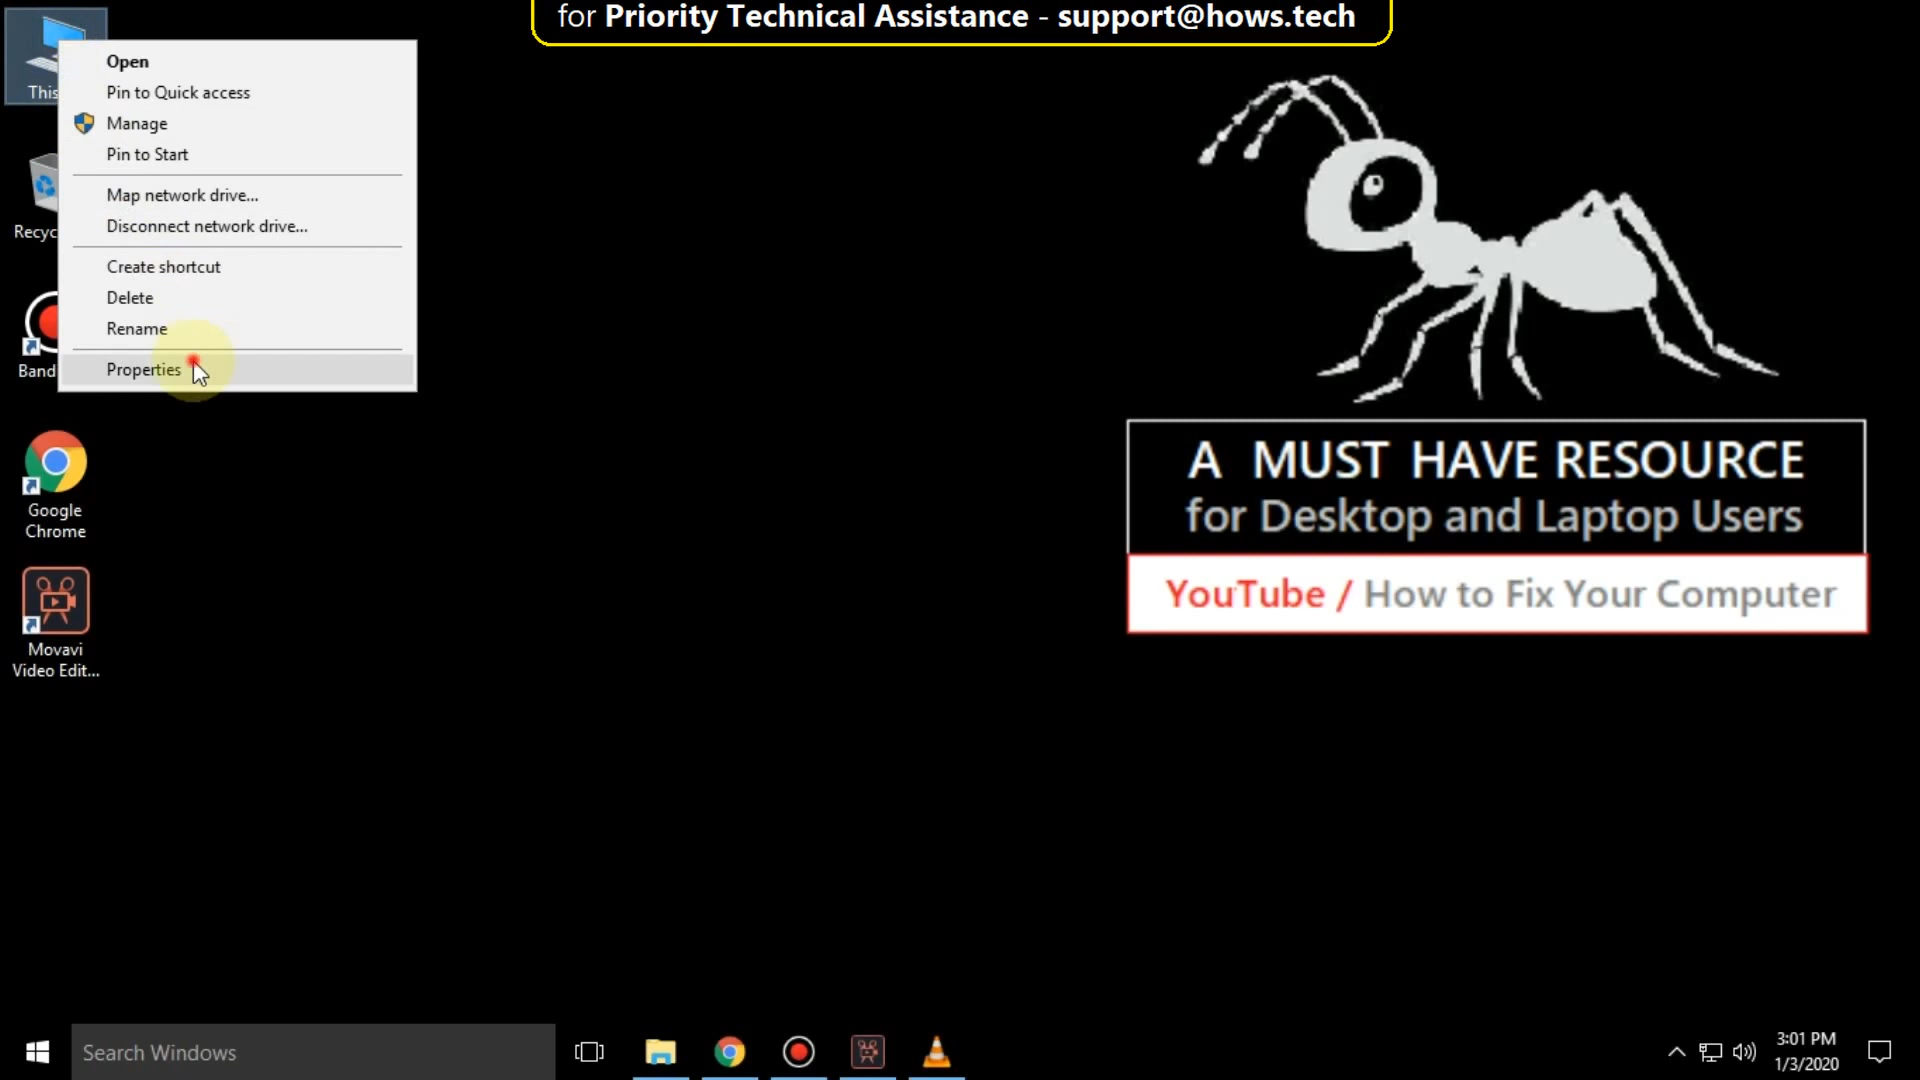 for Priority Technical Assistance - support@hows.tech
This
Open
Pin to Quick access
Manage
Pin to Start
Map network drive...
Disconnect network drive...
Create shortcut
Delete
Rename
Properties
Recyc
Band
Google
Chrome
Movavi
Video Edit...
A MUST HAVE RESOURCE
for Desktop and Laptop Users
YouTube / How to Fix Your Computer
Search Windows
3:01 PM
1/3/2020